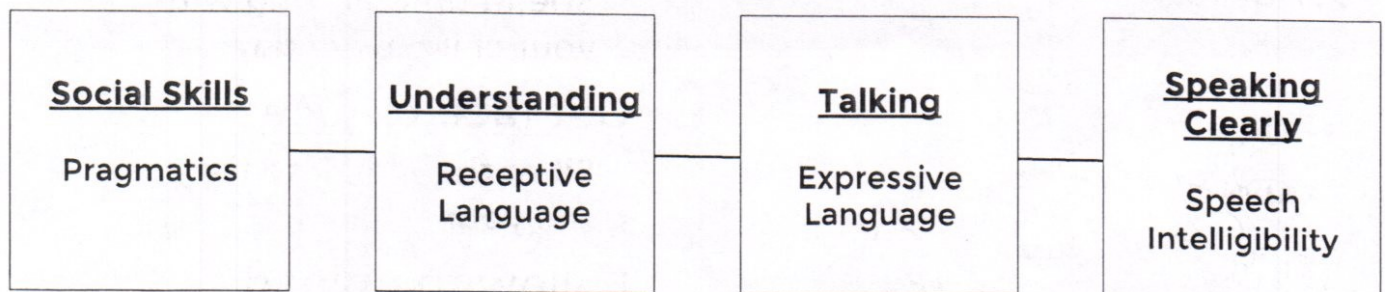 Social Skills
Pragmatics
Understanding
Receptive
Language
Talking
Expressive
Language
Speaking
Clearly
Speech
Intelligibility